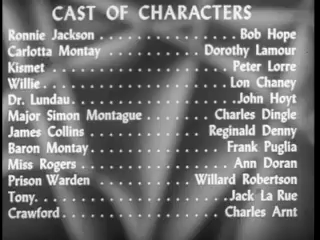 CAST OF CHARACTERS
Ronnie Jackson . . . . . . . . . . . . . . Bob Hope
Carlotta Montay . . . . . . . . . Dorothy Lamour
Kismet . . . . . . . . . . . . . . . . . . Peter Lorre
Willie . . . . . . . . . . . . . . . . . . . Lon Chaney
Dr. Lundau . . . . . . . . . . . . . . . John Hoyt
Major Simon Montague . . . . . . . Charles Dingle
James Collins . . . . . . . . . . . Reginald Denny
Baron Montay . . . . . . . . . . . . . Frank Puglia
Miss Rogers . . . . . . . . . . . . . . Ann Doran
Prison Warden . . . . . . . . Willard Robertson
Tony. . . . . . . . . . . . . . . . . . . Jack La Rue
Crawford . . . . . . . . . . . . . . . Charles Arnt